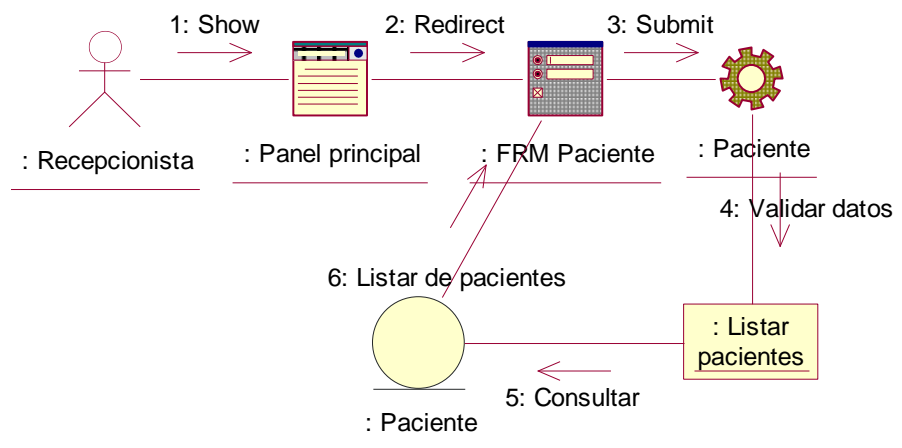 1: Show
2: Redirect
3: Submit
: Recepcionista
: Panel principal
: FRM Paciente
: Paciente
4: Validar datos
6: Listar de pacientes
: Listar
pacientes
5: Consultar
: Paciente